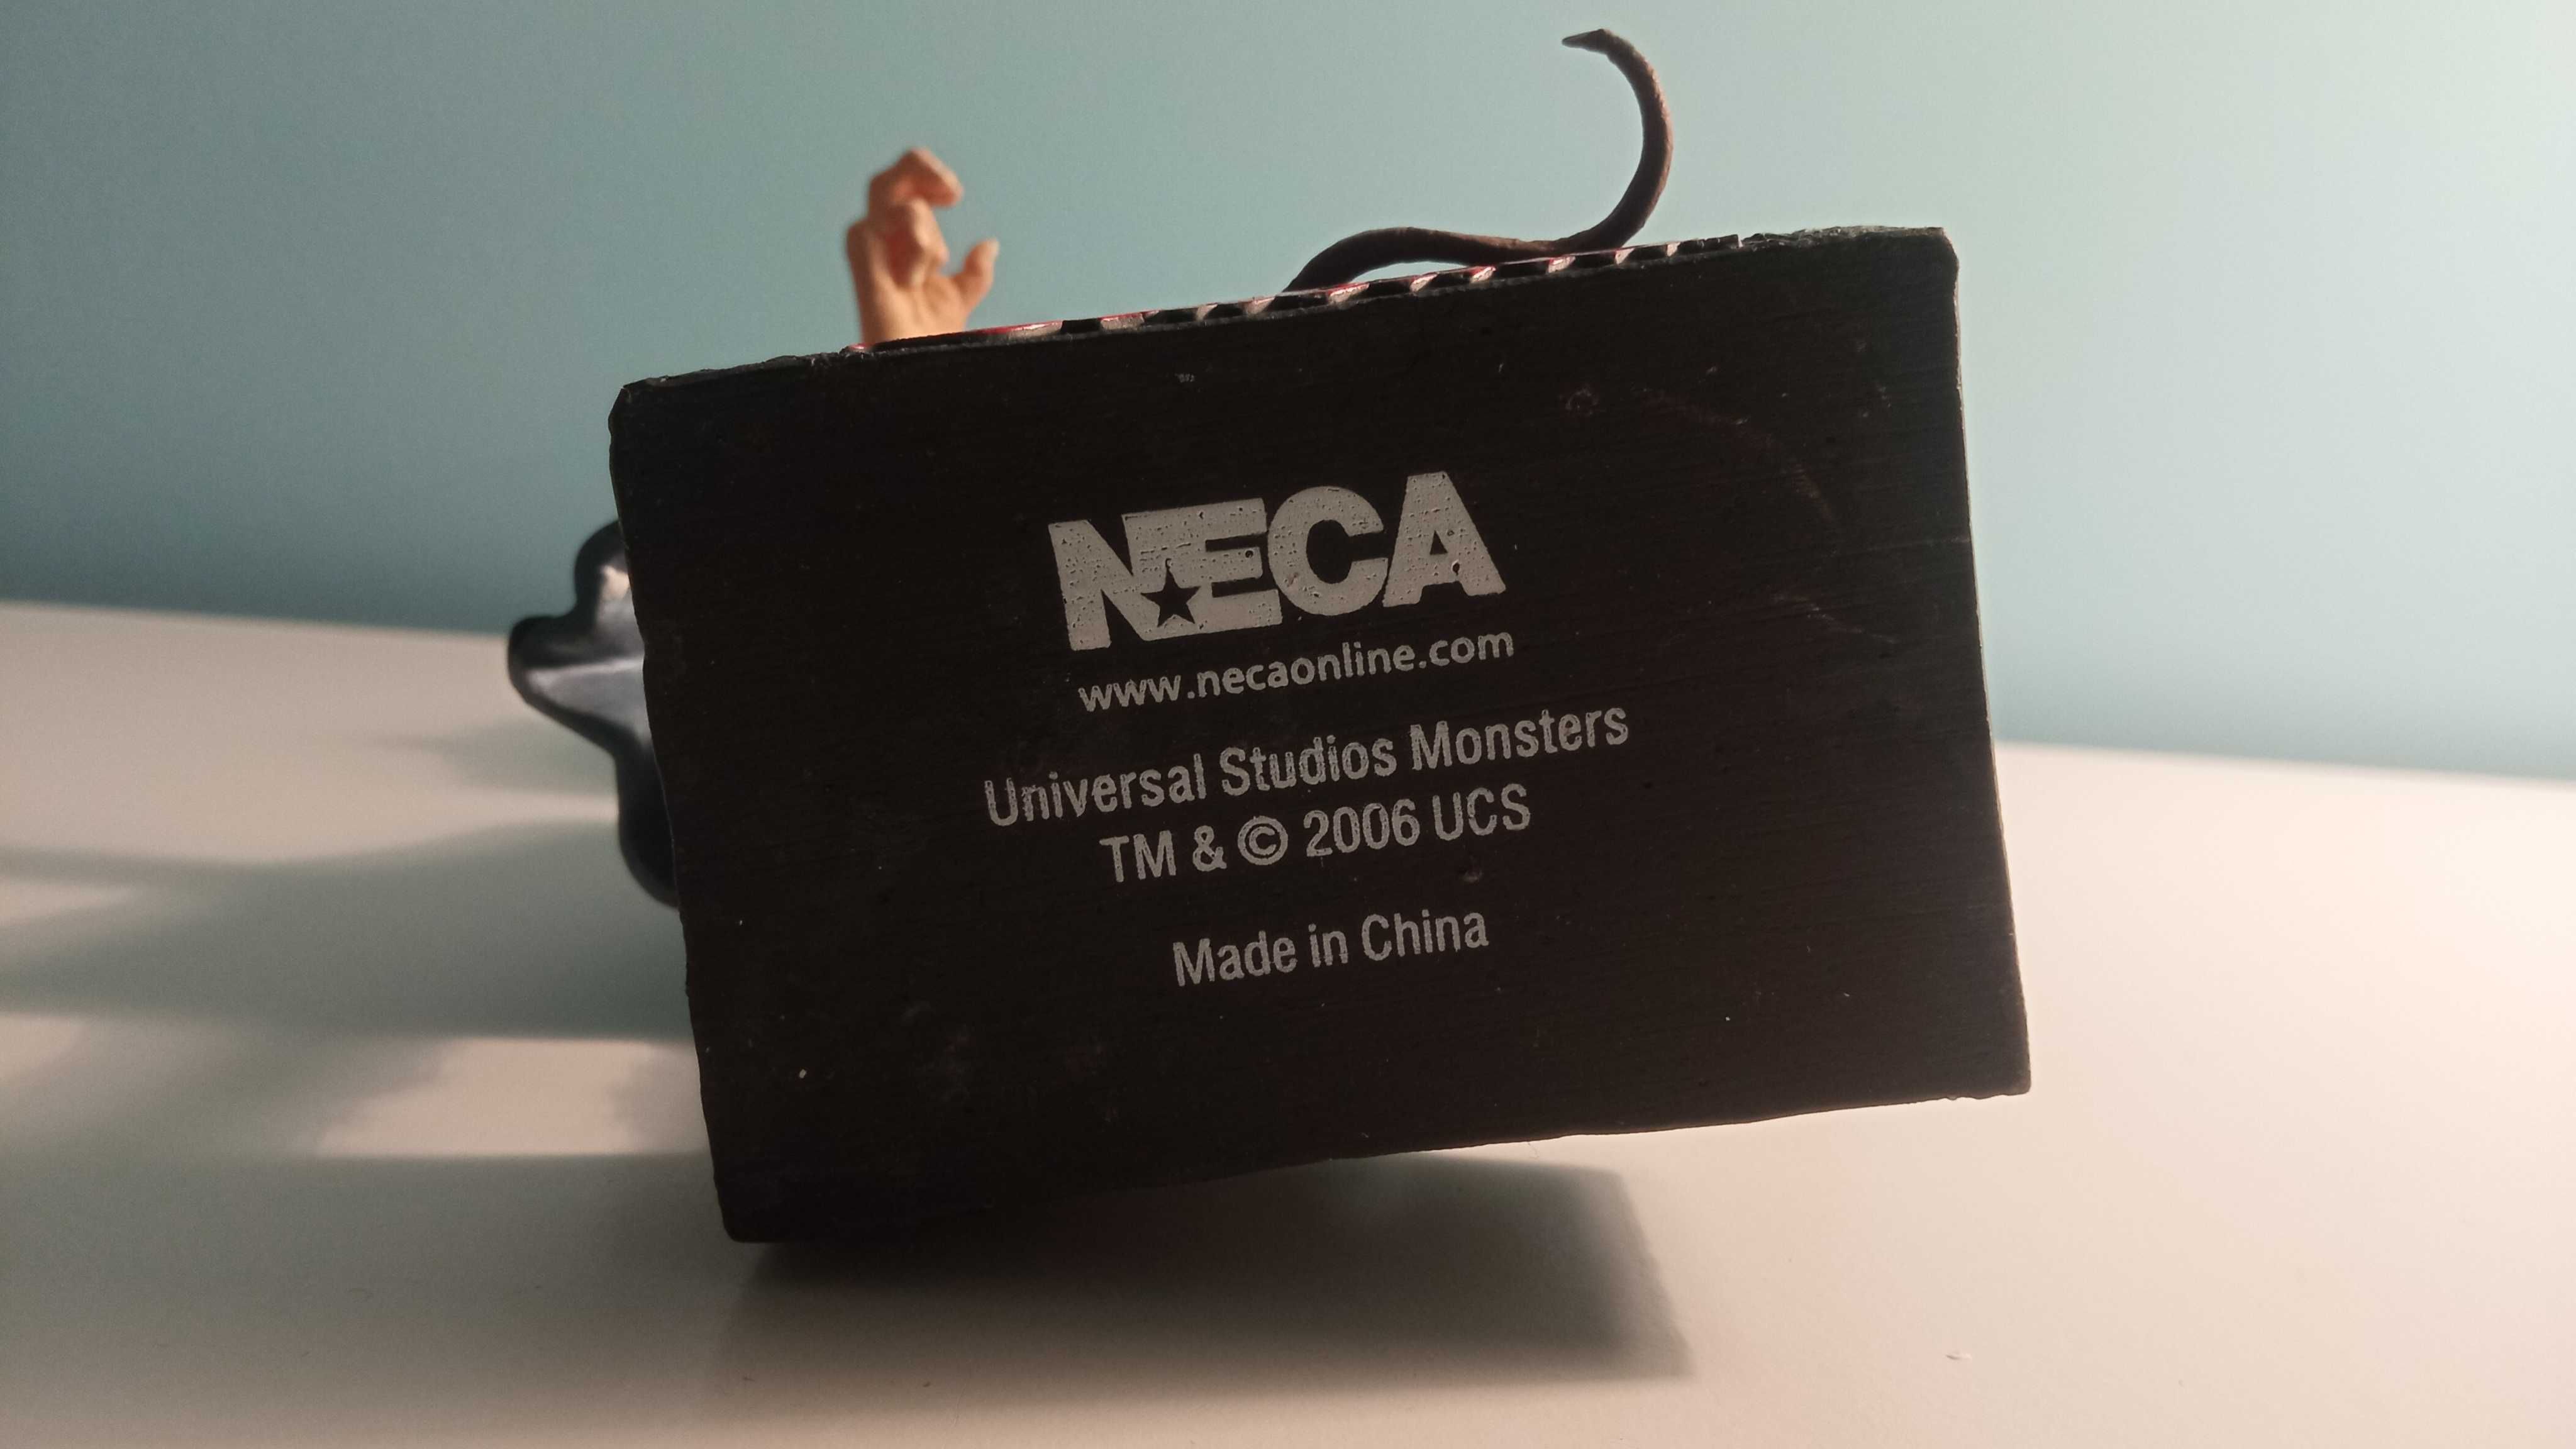 NECA
www.necaonline.com
Universal Studios Monsters
TM & © 2006 UCS
Made in China